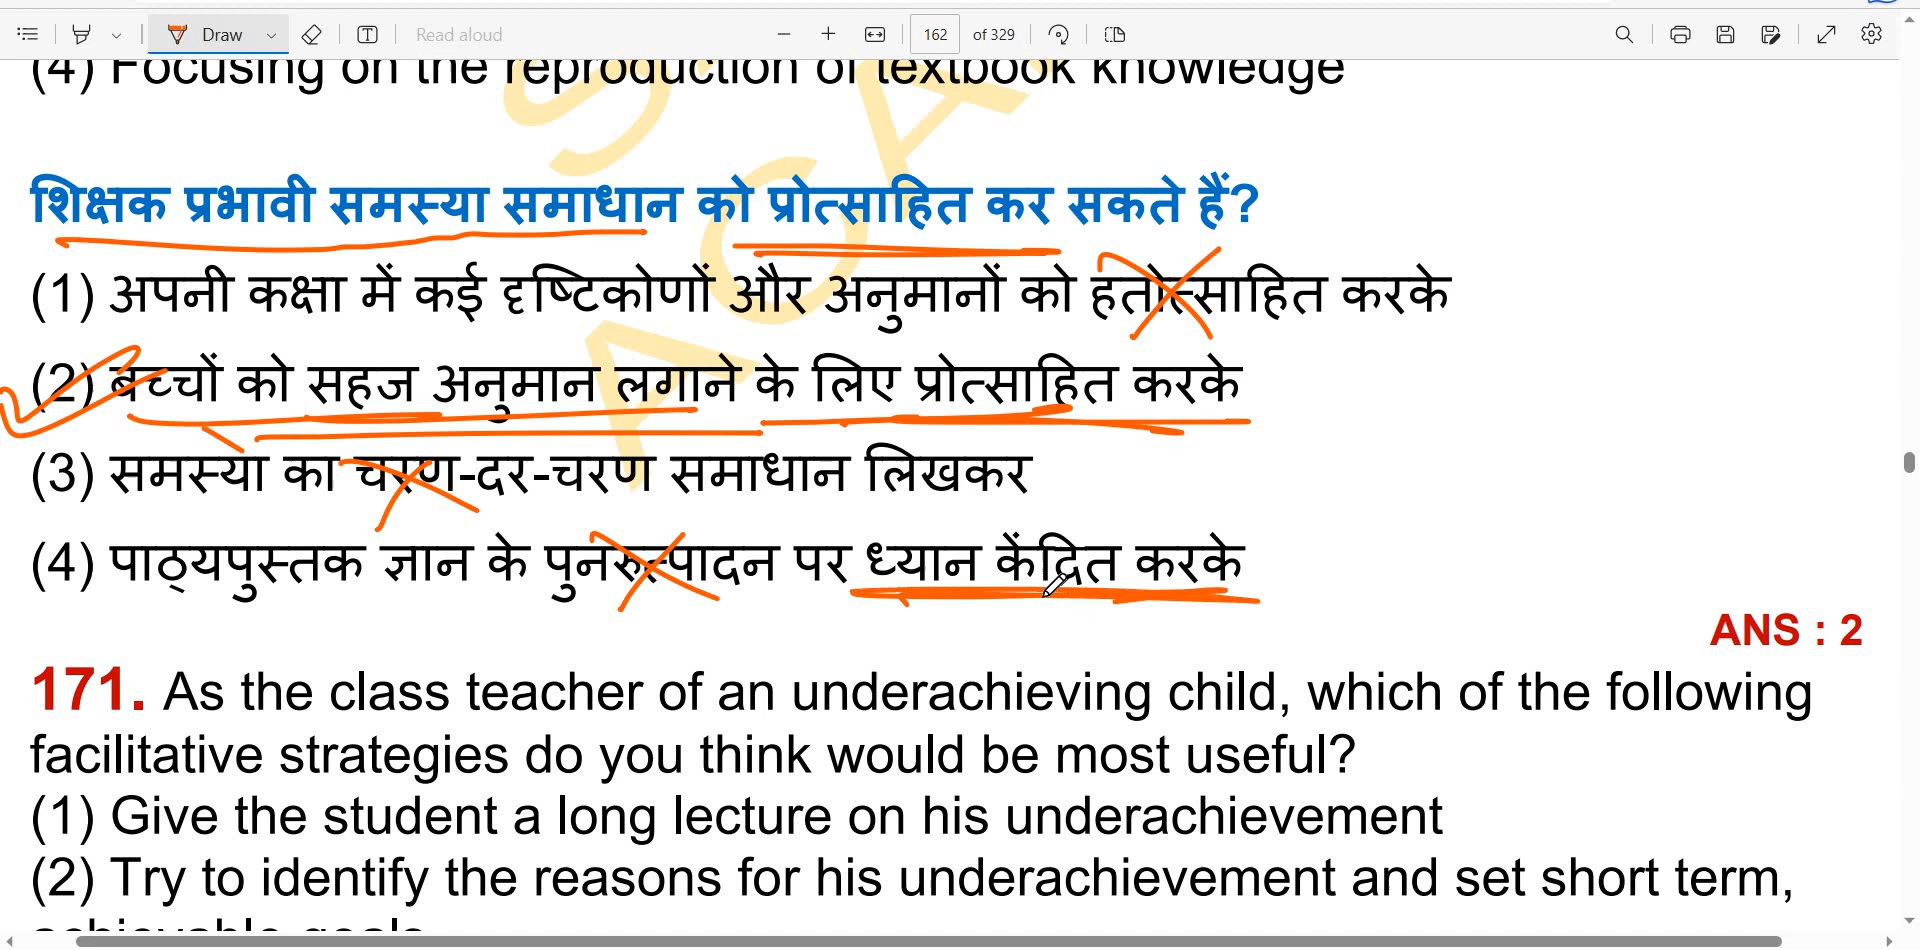 Draw
Read aloud
162 of 329
(4) Focusing on the reproduction of textbook knowledge
शिक्षक प्रभावी समस्या समाधान को प्रोत्साहित कर सकते हैं?
(1) अपनी कक्षा में कई दृष्टिकोणों और अनुमानों को हतोत्साहित करके
(2) बच्चों को सहज अनुमान लगाने के लिए प्रोत्साहित करके
(3) समस्या का चरण-दर-चरण समाधान लिखकर
(4) पाठ्यपुस्तक ज्ञान के पुनरुत्पादन पर ध्यान केंद्रित करके
ANS : 2
171. As the class teacher of an underachieving child, which of the following
facilitative strategies do you think would be most useful?
(1) Give the student a long lecture on his underachievement
(2) Try to identify the reasons for his underachievement and set short term,
achievable goals